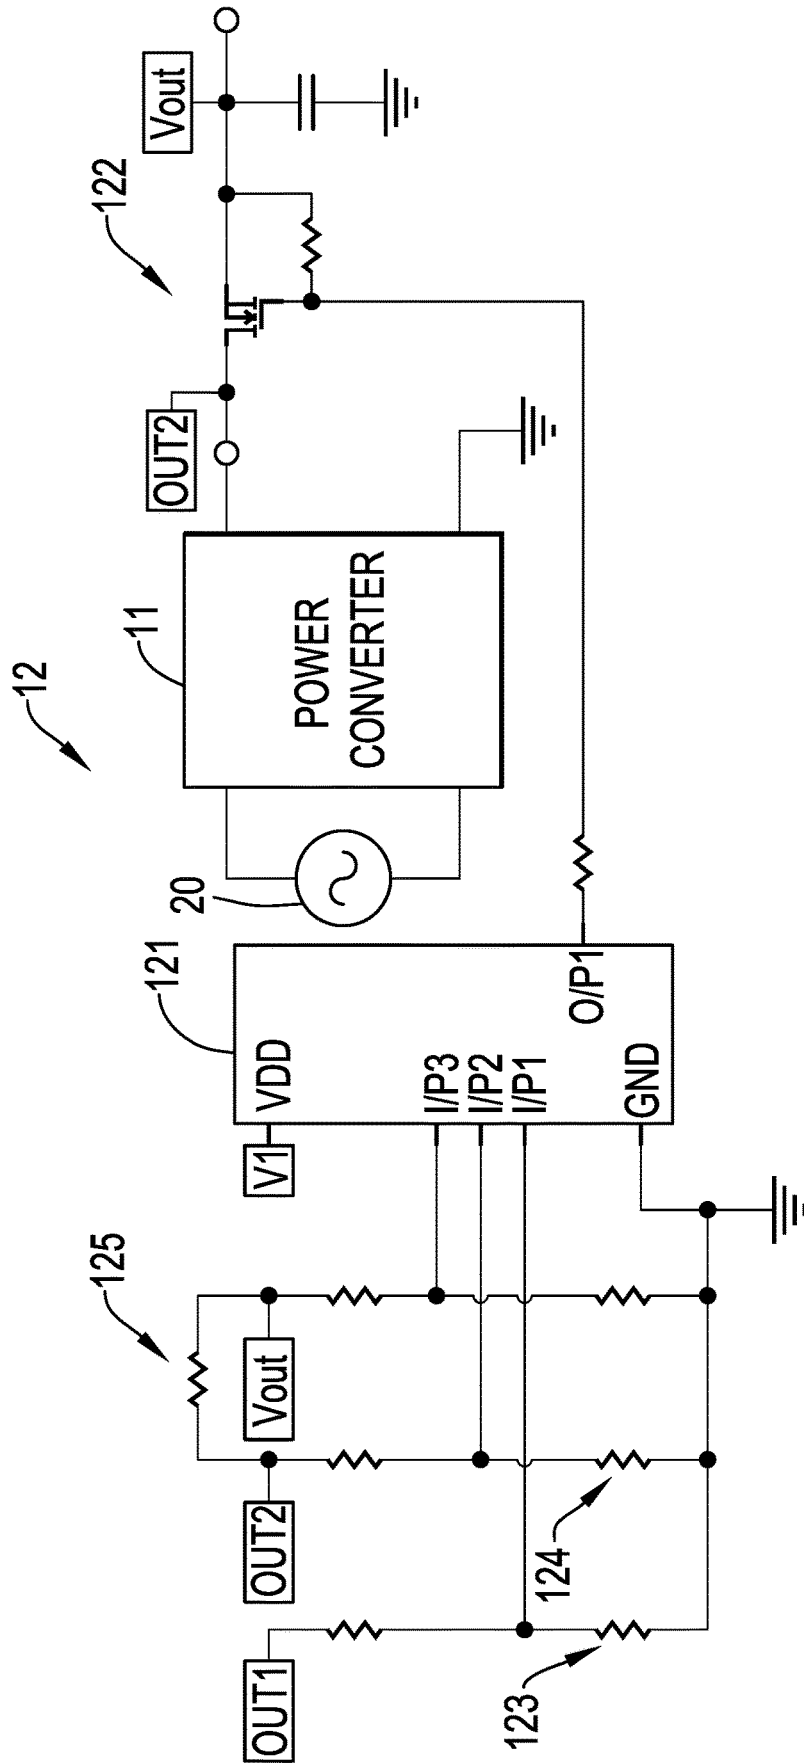 12
122
Vout
OUT2
11
POWER
CONVERTER
20
121
VDD
V1
I/P3
I/P2
I/P1
O/P1
GND
125
Vout
OUT2
OUT1
124
123